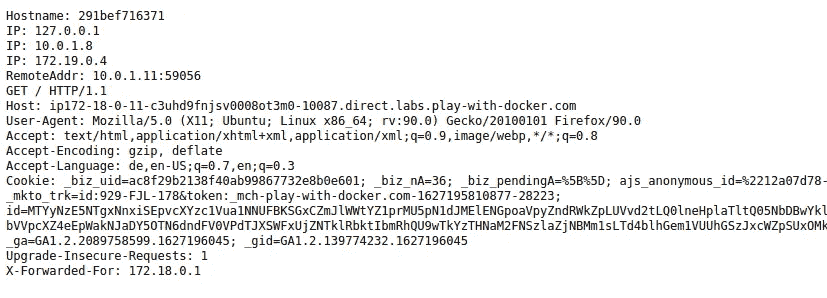 Hostname: 291bef716371
IP: 127.0.0.1
IP: 10.0.1.8
IP: 172.19.0.4
RemoteAddr: 10.0.1.11:59056
GET / HTTP/1.1
Host: ip172-18-0-11-c3uhd9fnjsv0008ot3m0-10087.direct.labs.play-with-docker.com
User-Agent: Mozilla/5.0 (X11; Ubuntu; Linux x86_64; rv:90.0) Gecko/20100101 Firefox/90.0
Accept: text/html,application/xhtml+xml,application/xml;q=0.9,image/webp,*/*;q=0.8
Accept-Encoding: gzip, deflate
Accept-Language: de,en-US;q=0.7,en;q=0.3
Cookie: _biz_uid=ac8f29b2138f40ab99867732e8b0e601; _biz_nA=36; _biz_pendingA=%5B%5D; ajs_anonymous_id=%2212a07d78-
_mkto_trk=id:929-FJL-178&token:_mch-play-with-docker.com-1627195810877-28223;
id=MTYyNzE5NTgxNnxiSEpvcXYzc1Vua1NNUFBKSGxCZmJlWWtYZ1prMU5pN1dJMElENGpoaVpyZndRWkZpLUVvd2tLQ0lneHplaTltQ05NbDBwYkl
bVVpcXZ4eEpWakNJaDY5OTN6dndFV0VPdTJXSWFxUjZNTklRbktIbmRhQU9wTkYzTHNaM2FNSzlaZjNBMm1sLTd4blhGem1VUUhGSzJxcWZpSUxOMk
_ga=GA1.2.2089758599.1627196045; _gid=GA1.2.139774232.1627196045
Upgrade-Insecure-Requests: 1
X-Forwarded-For: 172.18.0.1